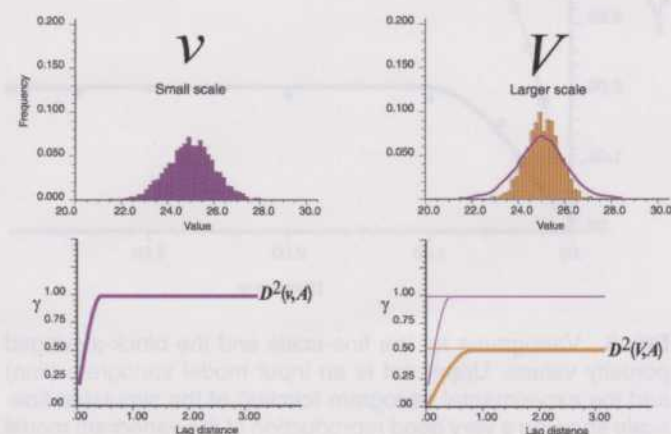 0.200
0.150
0.100
0.050
0.000
Frequency
v
Small scale
20.0 22.0 24.0 26.0 28.0 30.0
Value
0.200
0.150
0.100
0.050
V
Larger scale
20.0 22.0 24.0 26.0 28.0 30.0
Value
γ
1.00
0.75
0.50
0.25
.00
D²(v,A)
.00 1.00 2.00 3.00
Lag distance
γ
1.00
0.75
0.50
0.25
.00
D²(V,A)
.00 1.00 2.00 3.00
Lag distance